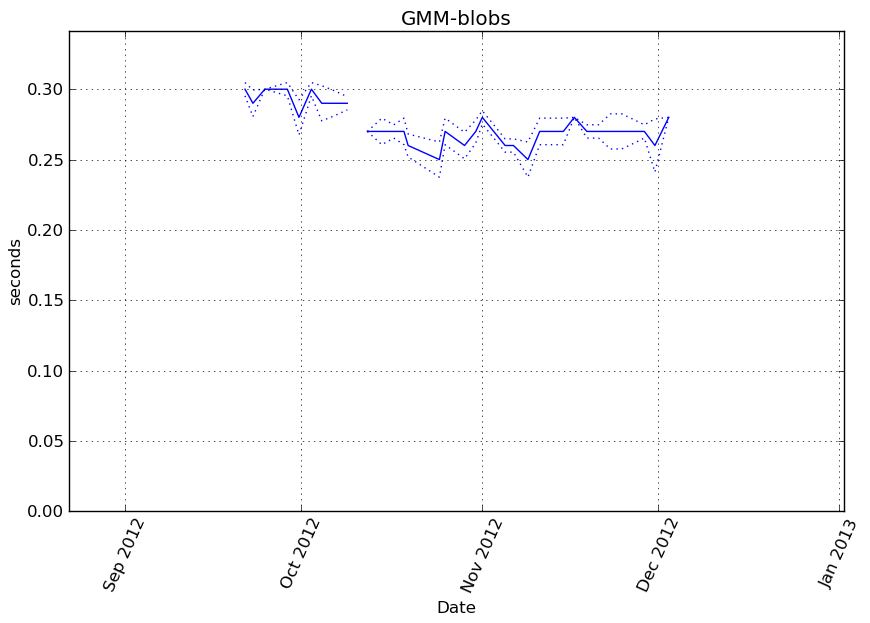 GMM-blobs
0.30
0.25
0.20
0.15
0.10
0.05
0.00
seconds
Sep 2012
Oct 2012
Nov 2012
Dec 2012
Jan 2013
Date